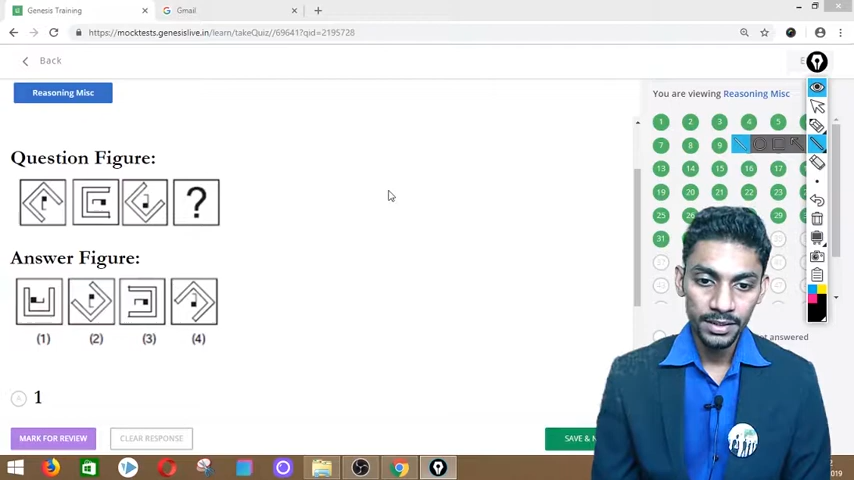 Genesis Training
Gmail
https://mocktests.genesislive.in/learn/takeQuiz//69641?qid=2195728
Back
Reasoning Misc
You are viewing Reasoning Misc
1 2 3 4 5
7 8 9
13 14 15 16 17
19 20 21 22 23
25 26 29
31
Question Figure:
?
Answer Figure:
(1) (2) (3) (4)
answered
A 1
MARK FOR REVIEW
CLEAR RESPONSE
SAVE &
2019